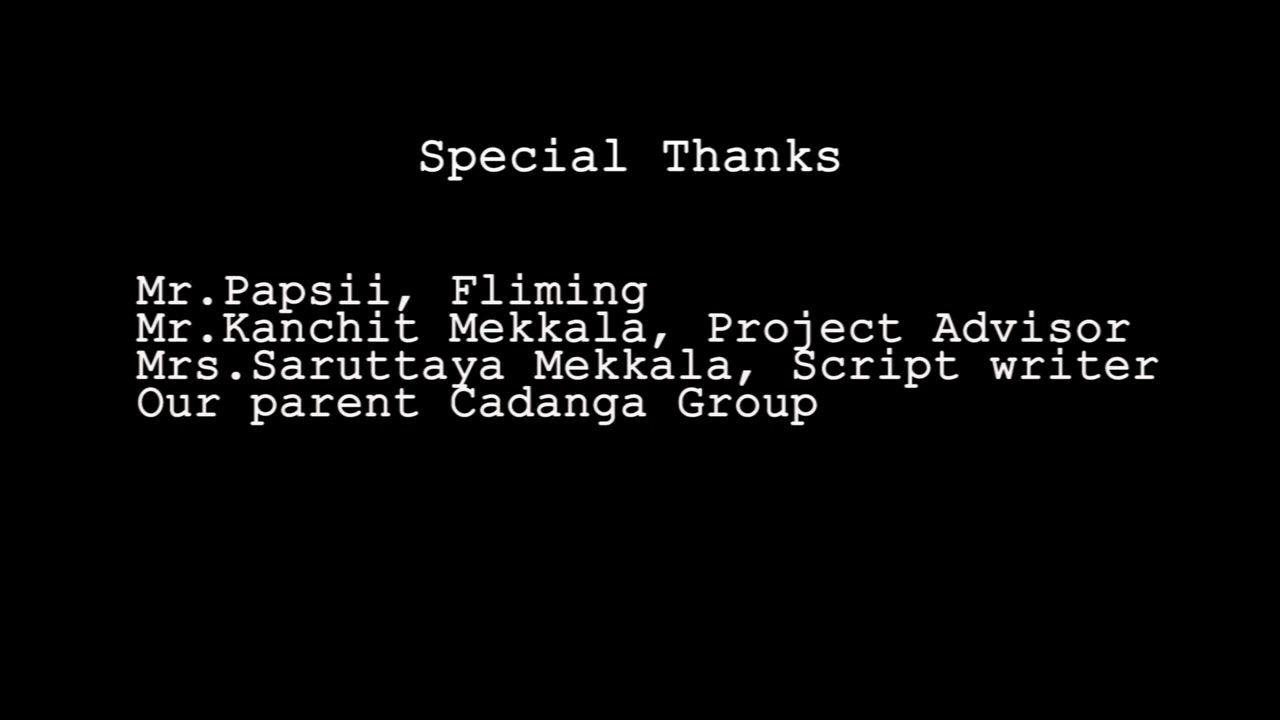 Special Thanks
Mr.Papsii, Fliming
Mr.Kanchit Mekkala, Project Advisor
Mrs.Saruttaya Mekkala, Script writer
Our parent Cadanga Group